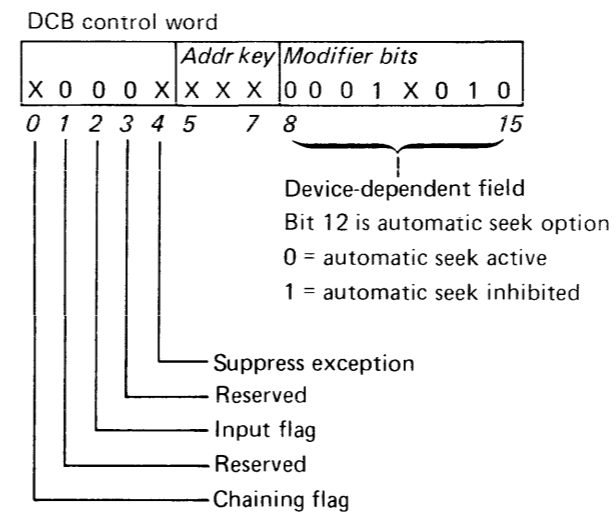 DCB control word
Addr key Modifier bits
X 0 0 0 X X X X 0 0 0 1 X 0 1 0
0 1 2 3 4 5 7 8 15
Device-dependent field
Bit 12 is automatic seek option
0 = automatic seek active
1 = automatic seek inhibited
Suppress exception
Reserved
Input flag
Reserved
Chaining flag